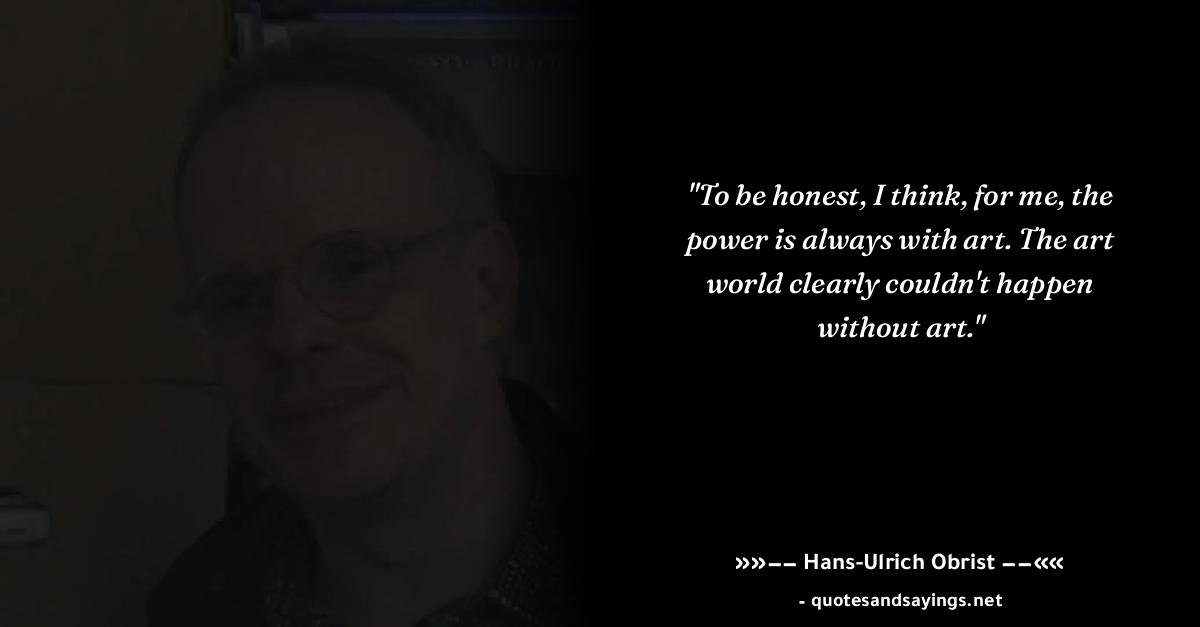 "To be honest, I think, for me, the
power is always with art. The art
world clearly couldn't happen
without art."
»»–– Hans-Ulrich Obrist ––««
- quotesandsayings.net